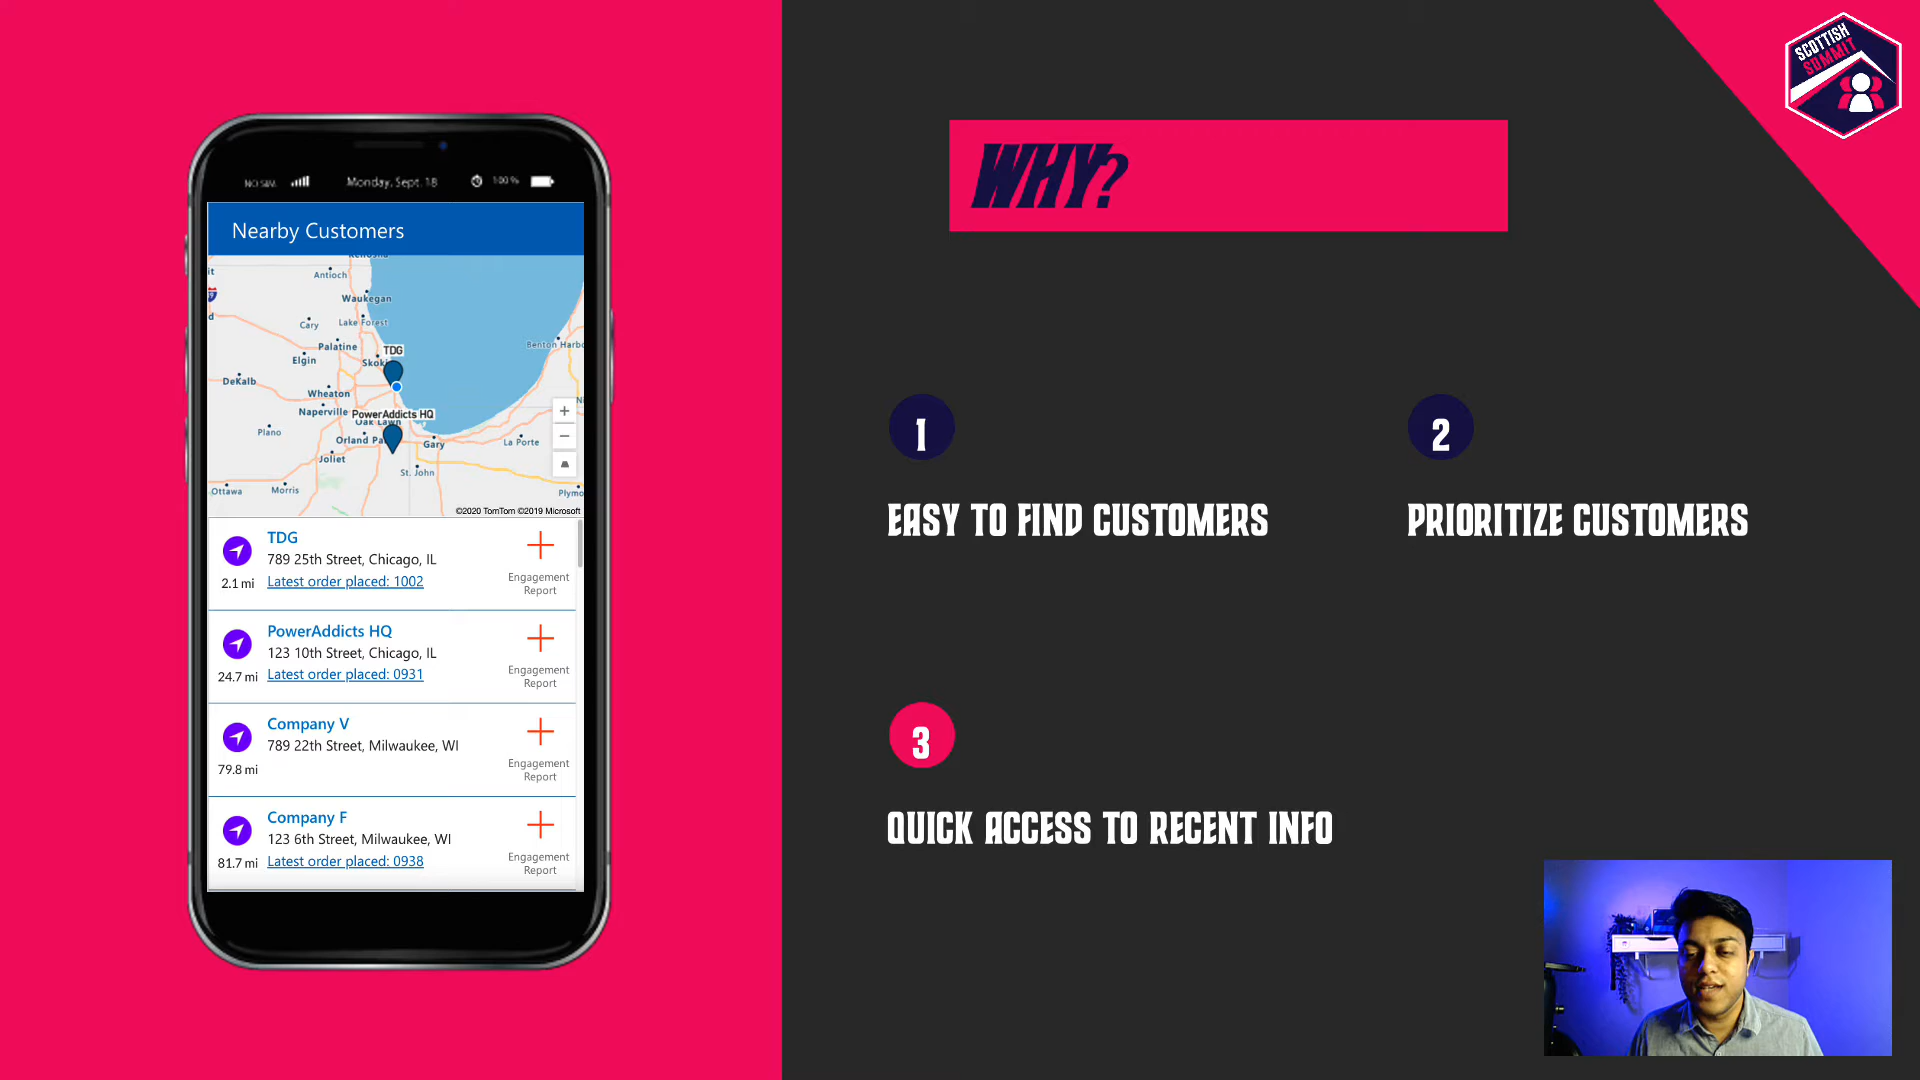 SCOTTISH
SUMMIT
WHY?
1
EASY TO FIND CUSTOMERS
2
PRIORITIZE CUSTOMERS
3
QUICK ACCESS TO RECENT INFO
NO SIM
Monday, Sept. 18
100 %
Nearby Customers
Antioch
Waukegan
Cary
Lake Forest
Palatine
Elgin
TDG
Skoki
Benton Harbo
DeKalb
Wheaton
Naperville
PowerAddicts HQ
Oak Lawn
Plano
Orland Pa
Gary
La Porte
Joliet
St. John
Ottawa
Morris
Plymo
©2020 TomTom ©2019 Microsoft
TDG
789 25th Street, Chicago, IL
2.1 mi
Latest order placed: 1002
Engagement
Report
PowerAddicts HQ
123 10th Street, Chicago, IL
24.7 mi
Latest order placed: 0931
Engagement
Report
Company V
789 22th Street, Milwaukee, WI
79.8 mi
Engagement
Report
Company F
123 6th Street, Milwaukee, WI
81.7 mi
Latest order placed: 0938
Engagement
Report